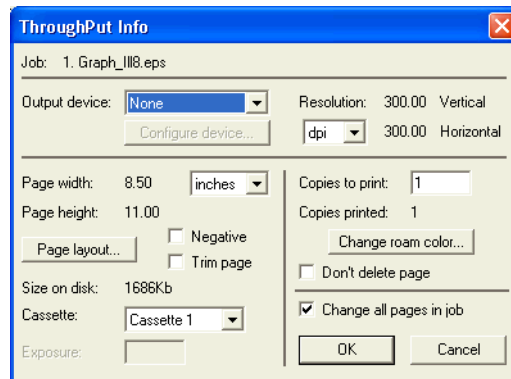 ThroughPut Info
Job: 1. Graph_III8.eps
Output device: None
Configure device...
Resolution: 300.00 Vertical
dpi 300.00 Horizontal
Page width: 8.50 inches
Page height: 11.00
Page layout...
Negative
Trim page
Size on disk: 1686Kb
Cassette: Cassette 1
Exposure:
Copies to print: 1
Copies printed: 1
Change roam color...
Don't delete page
Change all pages in job
OK Cancel